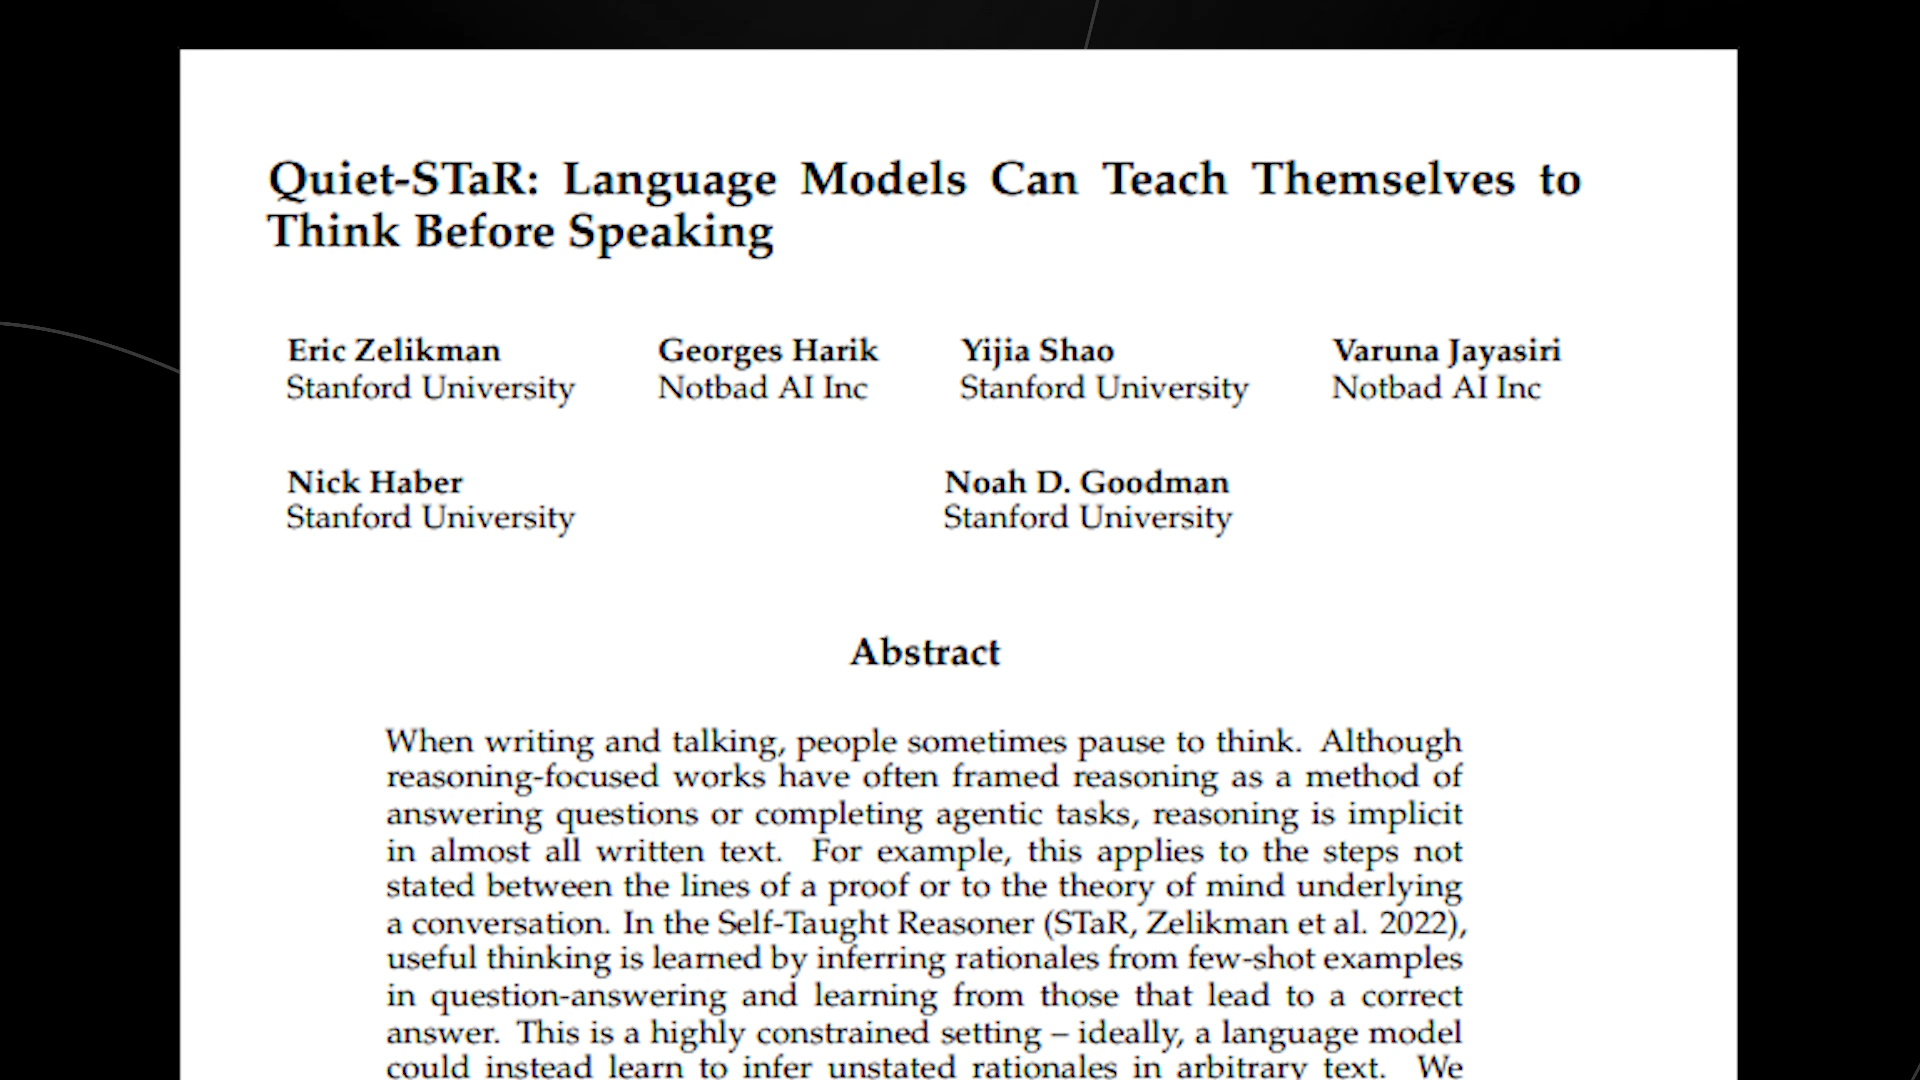 Quiet-STaR: Language Models Can Teach Themselves to
Think Before Speaking
Eric Zelikman Georges Harik Yijia Shao Varuna Jayasiri
Stanford University Notbad AI Inc Stanford University Notbad AI Inc
Nick Haber Noah D. Goodman
Stanford University Stanford University
Abstract
When writing and talking, people sometimes pause to think. Although
reasoning-focused works have often framed reasoning as a method of
answering questions or completing agentic tasks, reasoning is implicit
in almost all written text. For example, this applies to the steps not
stated between the lines of a proof or to the theory of mind underlying
a conversation. In the Self-Taught Reasoner (STaR, Zelikman et al. 2022),
useful thinking is learned by inferring rationales from few-shot examples
in question-answering and learning from those that lead to a correct
answer. This is a highly constrained setting – ideally, a language model
could instead learn to infer unstated rationales in arbitrary text. We